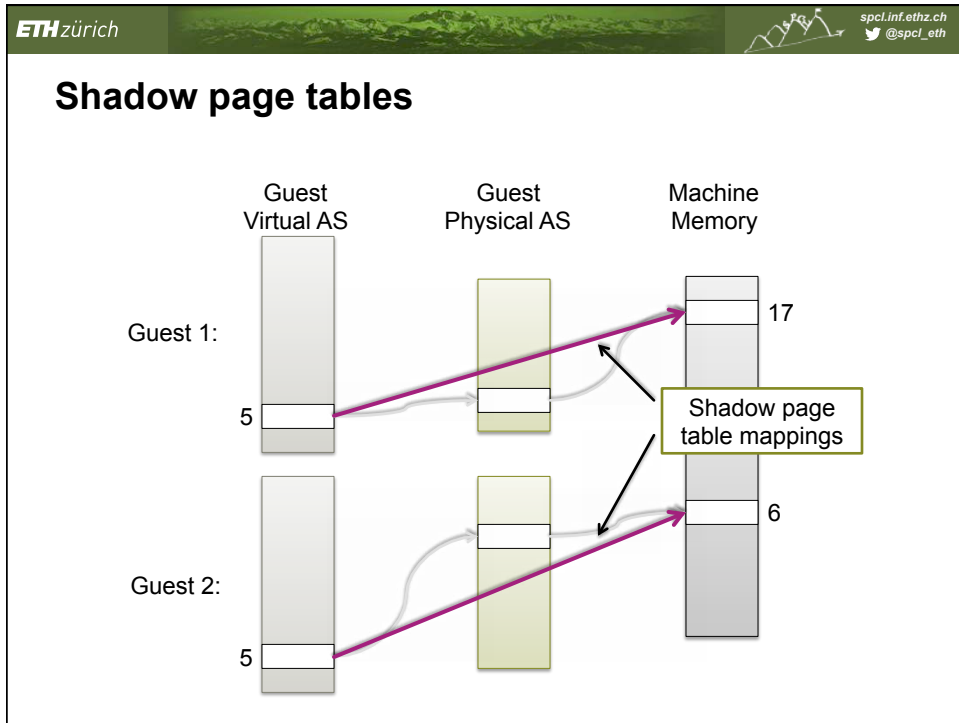 ETH zürich
spcl.inf.ethz.ch
@spcl_eth
Shadow page tables
Guest
Virtual AS
Guest
Physical AS
Machine
Memory
Guest 1:
17
5
Shadow page
table mappings
6
Guest 2:
5